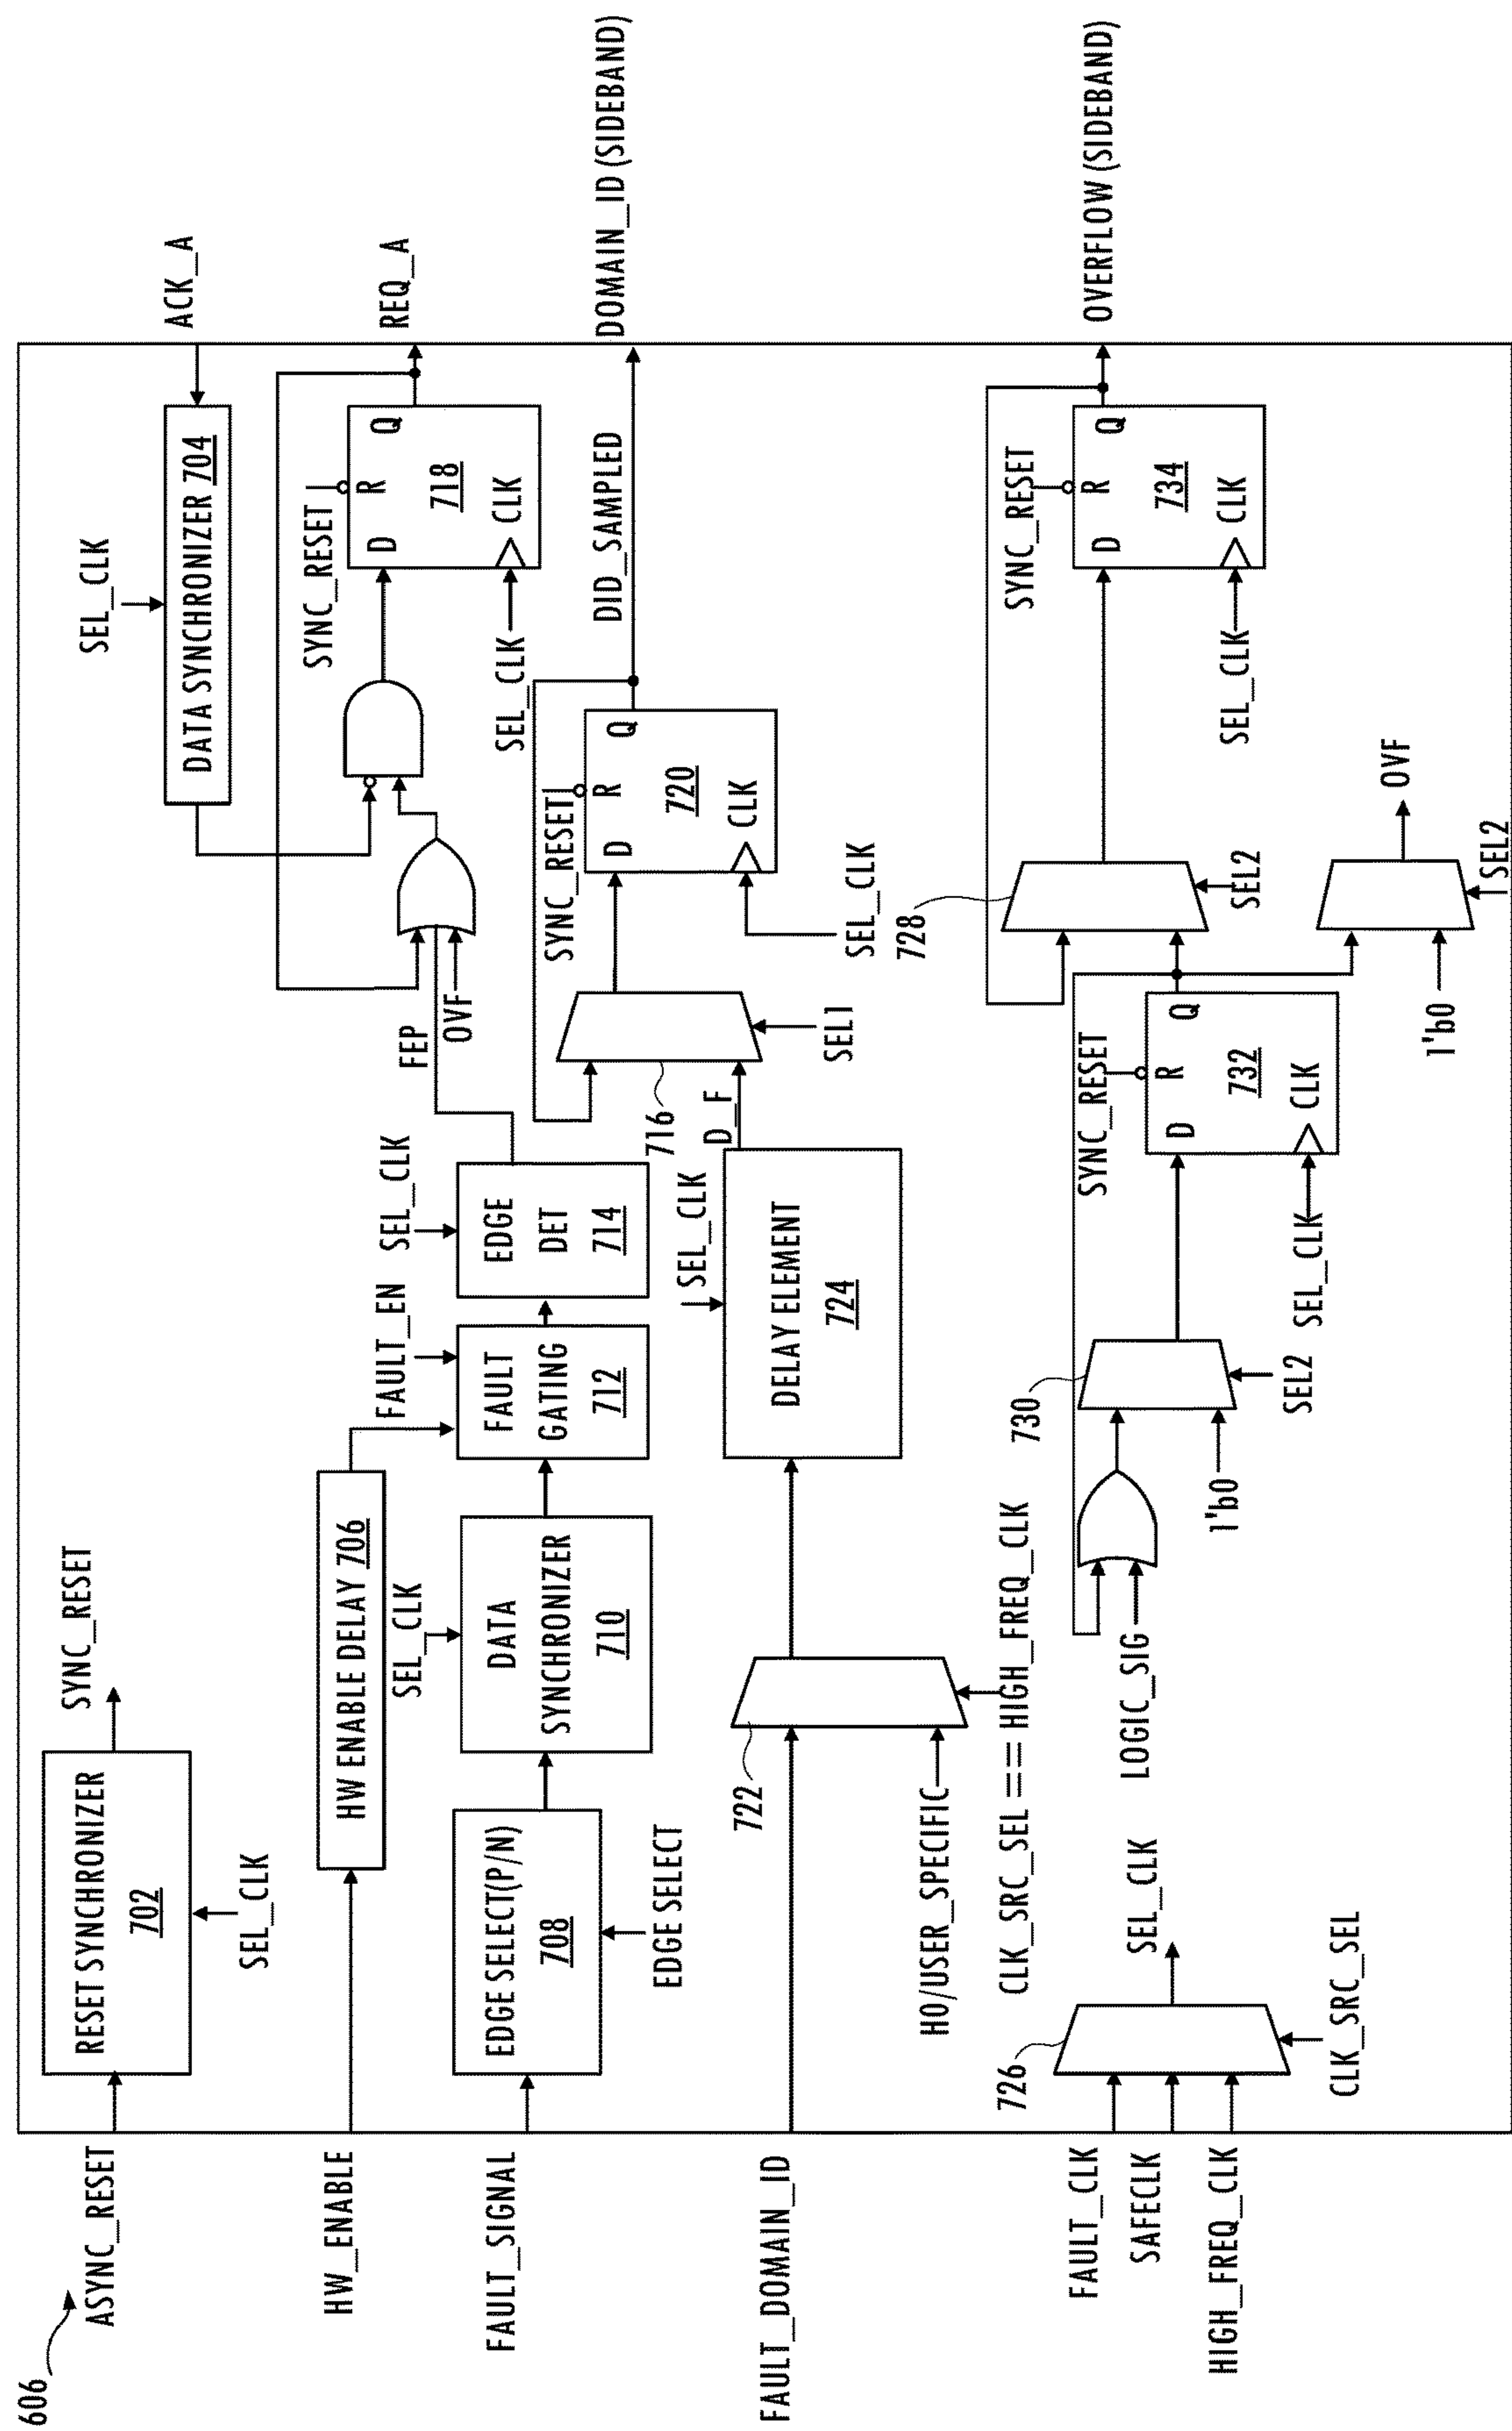 606
ASYNC_RESET
RESET SYNCHRONIZER
702
SEL_CLK
SYNC_RESET
SEL_CLK
DATA SYNCHRONIZER 704
ACK_A
HW_ENABLE
HW ENABLE DELAY 706
FAULT_EN
SEL_CLK
FEP
OVF
SYNC_RESET
D
R
Q
718
CLK
SEL_CLK
REQ_A
FAULT_SIGNAL
EDGE SELECT(P/N)
708
EDGE SELECT
SEL_CLK
DATA
SYNCHRONIZER
710
FAULT
GATING
712
EDGE
DET
714
716
SEL1
SYNC_RESET
D
R
Q
720
CLK
SEL_CLK
DID_SAMPLED
DOMAIN_ID (SIDEBAND)
FAULT_DOMAIN_ID
722
H0/USER_SPECIFIC
CLK_SRC_SEL == HIGH_FREQ_CLK
SEL_CLK
DELAY ELEMENT
724
D_F
FAULT_CLK
SAFECLK
HIGH_FREQ_CLK
726
CLK_SRC_SEL
SEL_CLK
LOGIC_SIG
730
1'b0
SEL2
SYNC_RESET
D
R
Q
732
CLK
SEL_CLK
728
SEL2
1'b0
SEL2
OVF
SYNC_RESET
D
R
Q
734
CLK
SEL_CLK
OVERFLOW (SIDEBAND)